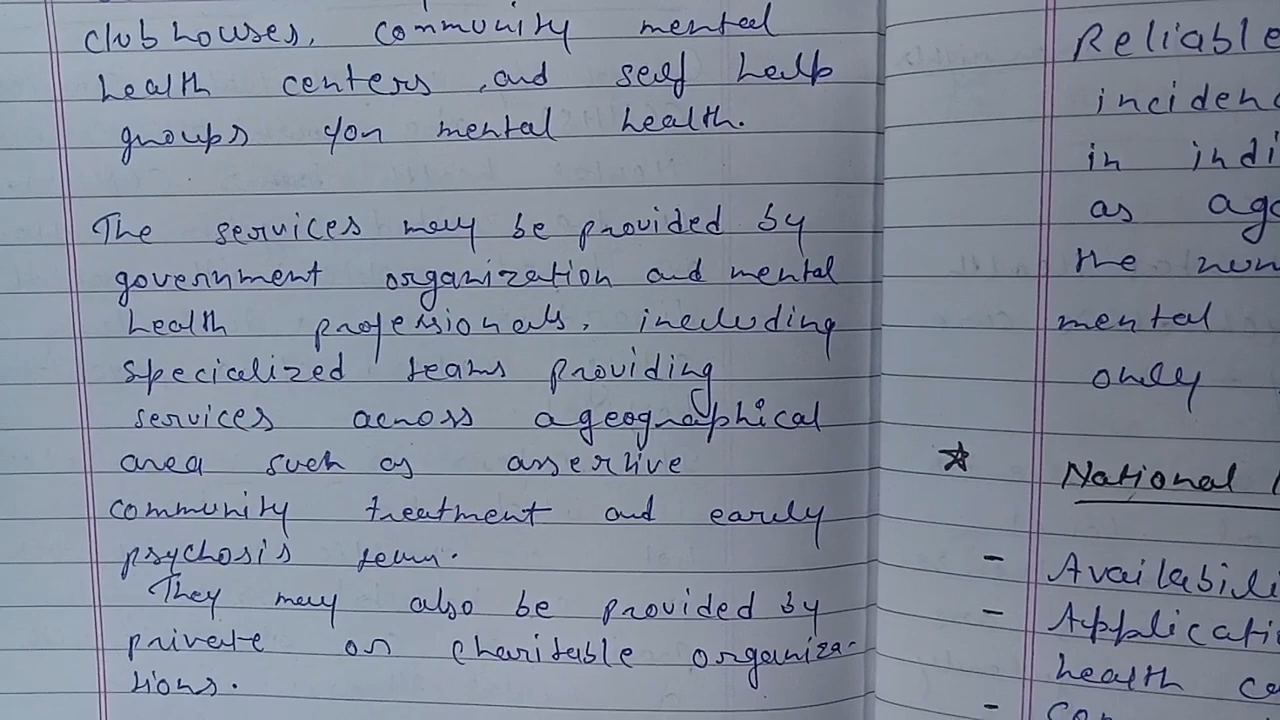 clubhouses, community mental
health centers, and self help
groups for mental health.
The services may be provided by
government organization and mental
health professionals, including
specialized teams providing
services across a geographical
area such as assertive
community treatment and early
psychosis team.
They may also be provided by
private or charitable organiza-
tions.
Reliable
inciden
in indi
as aga
the
mental
only
☆ National
- Availabili
- Applicati
health ca
- con